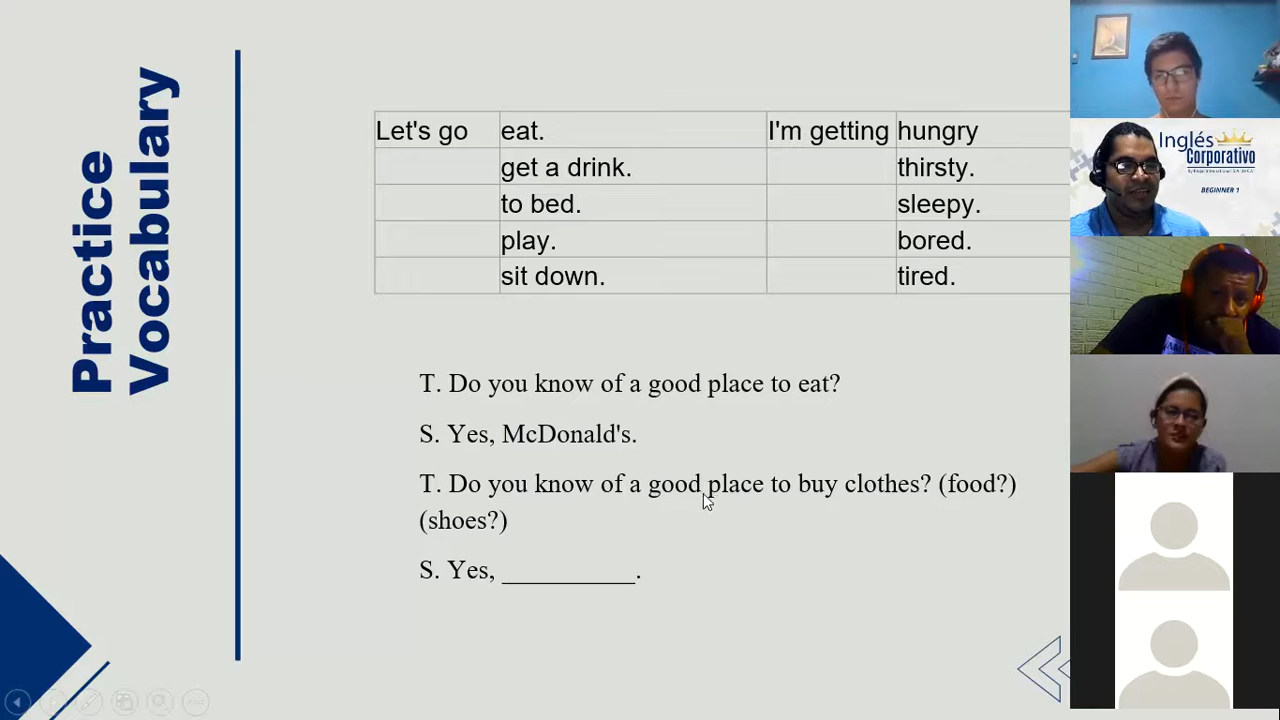 Practice
Vocabulary
Let's go eat. I'm getting hungry
get a drink. thirsty.
to bed. sleepy.
play. bored.
sit down. tired.
T. Do you know of a good place to eat?
S. Yes, McDonald's.
T. Do you know of a good place to buy clothes? (food?)
(shoes?)
S. Yes, __________.
Inglés
Corporativo
BEGINNER 1